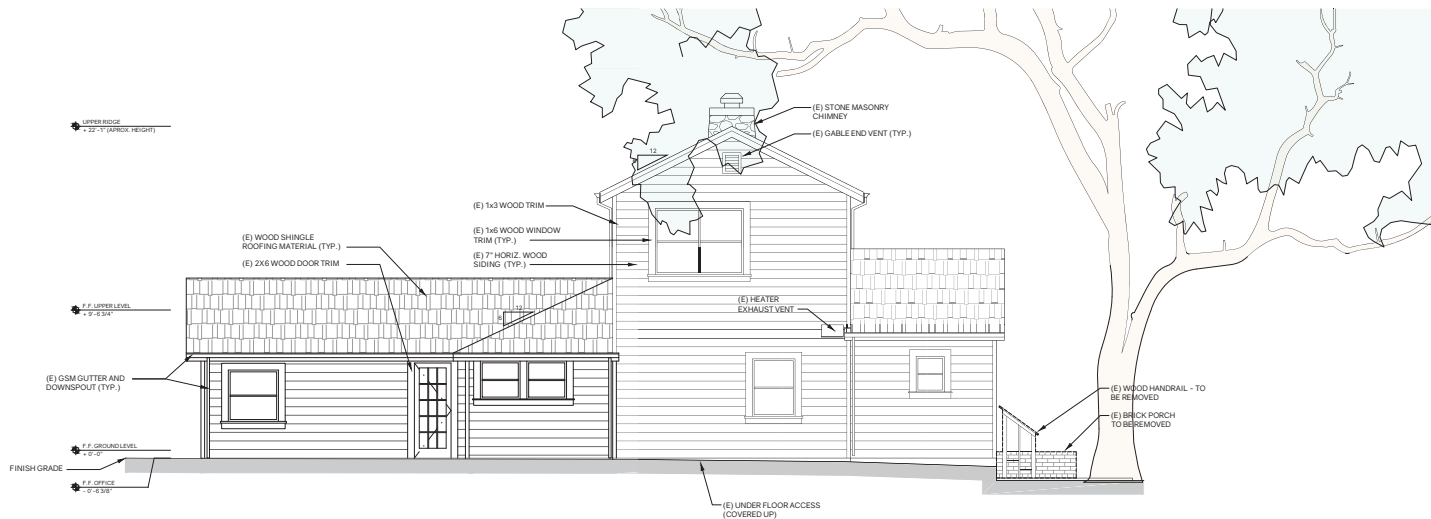 UPPER RIDGE
+ 22'-1" (APROX. HEIGHT)
(E) STONE MASONRY
CHIMNEY
(E) GABLE END VENT (TYP.)
12
(E) 1x3 WOOD TRIM
(E) 1x6 WOOD WINDOW
TRIM (TYP.)
(E) 7" HORIZ. WOOD
SIDING (TYP.)
(E) WOOD SHINGLE
ROOFING MATERIAL (TYP.)
(E) 2X6 WOOD DOOR TRIM
F.F. UPPER LEVEL
+ 9'-6 3/4"
12
6
(E) HEATER
EXHAUST VENT
(E) GSM GUTTER AND
DOWNSPOUT (TYP.)
(E) WOOD HANDRAIL - TO
BE REMOVED
(E) BRICK PORCH
TO BE REMOVED
F.F. GROUND LEVEL
+ 0'-0"
FINISH GRADE
F.F. OFFICE
- 0'-6 3/8"
(E) UNDER FLOOR ACCESS
(COVERED UP)